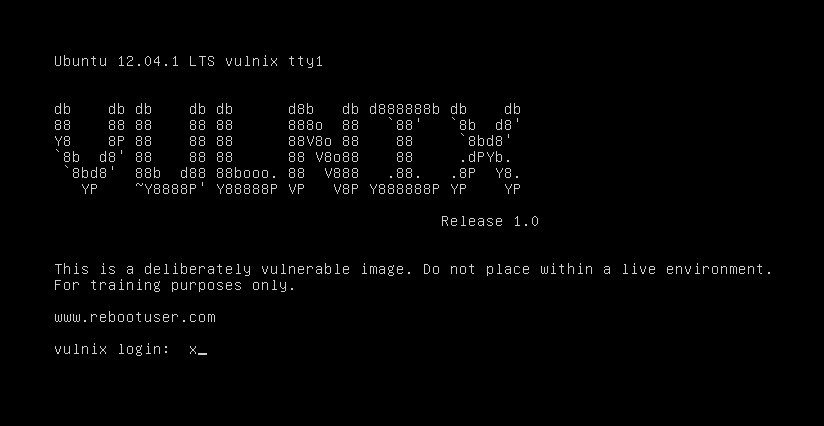 Ubuntu 12.04.1 LTS vulnix tty1
db    db db    db db      d8b   db d888888b db    db
88    88 88    88 88      888o  88   `88'   `8b  d8'
Y8    8P 88    88 88      88V8o 88    88     `8bd8'
`8b  d8' 88    88 88      88 V8o88    88     .dPYb.
 `8bd8'  88b  d88 88booo. 88  V888   .88.   .8P  Y8.
   YP    ~Y8888P' Y88888P VP   V8P Y888888P YP    YP
Release 1.0
This is a deliberately vulnerable image. Do not place within a live environment.
For training purposes only.
www.rebootuser.com
vulnix login:  x_